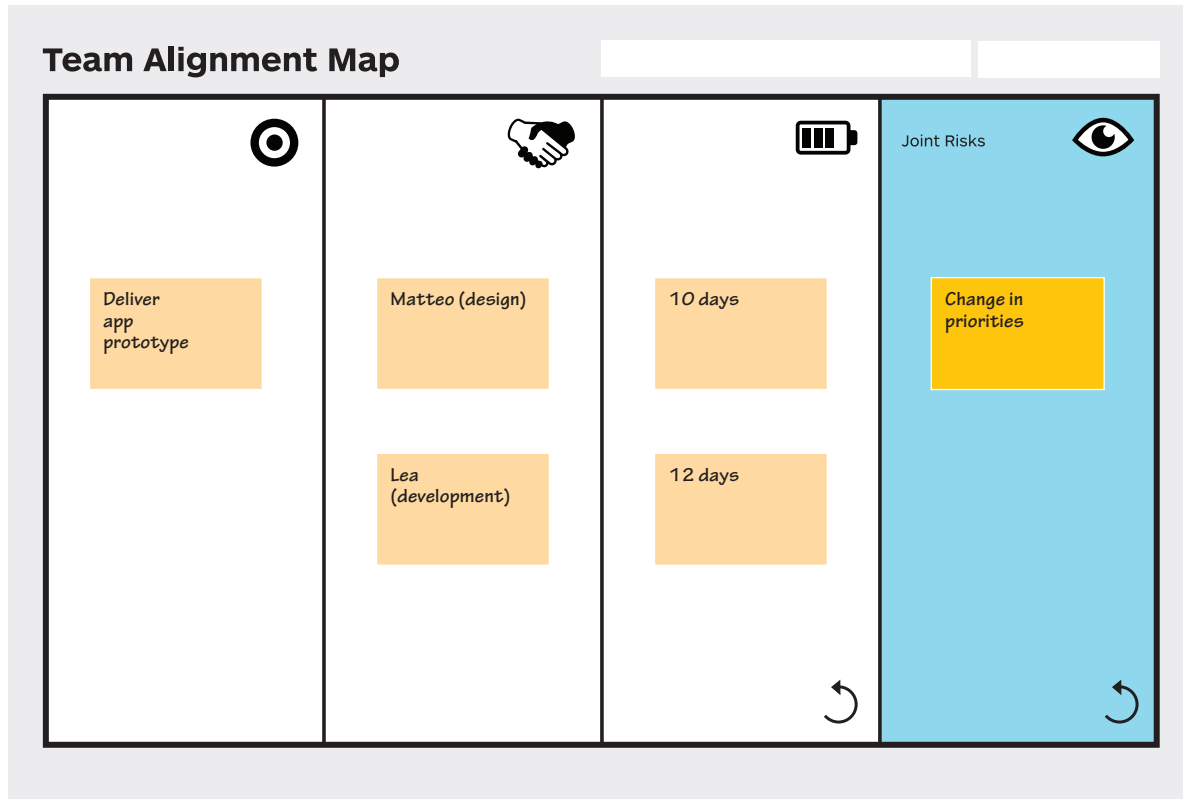 Team Alignment Map
Joint Risks
Deliver
app
prototype
Matteo (design)
10 days
Change in
priorities
Lea
(development)
12 days